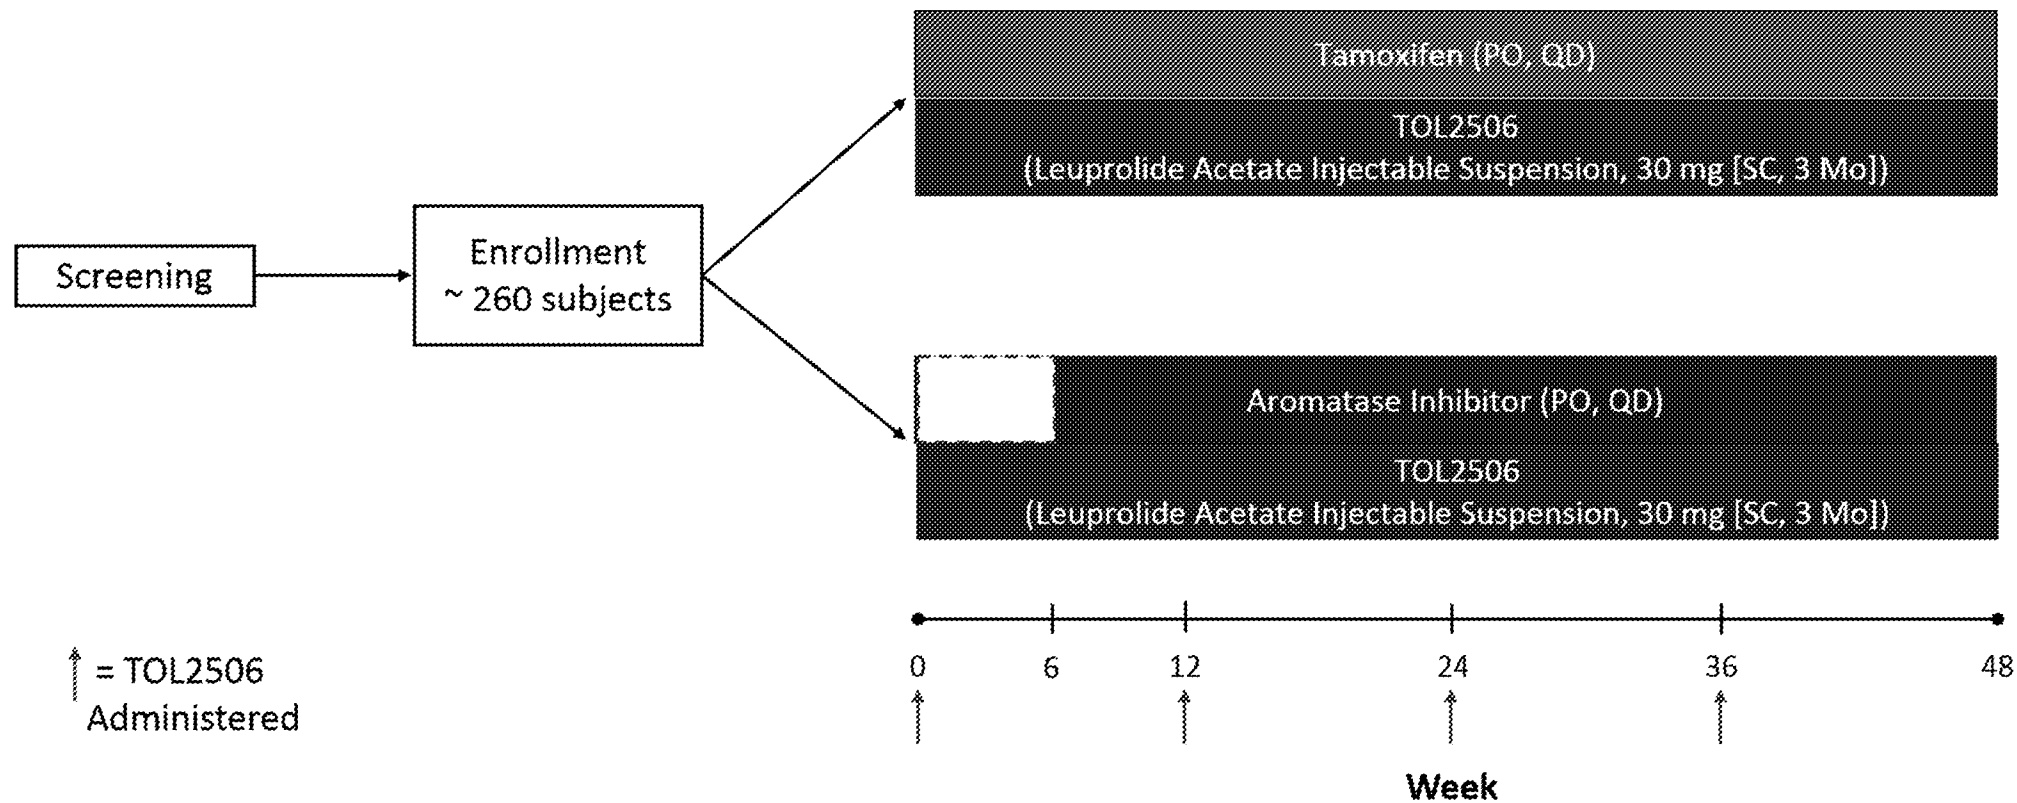 Screening
Enrollment
~ 260 subjects
Tamoxifen (PO, QD)
TOL2506
(Leuprolide Acetate Injectable Suspension, 30 mg [SC, 3 Mo])
Aromatase Inhibitor (PO, QD)
TOL2506
(Leuprolide Acetate Injectable Suspension, 30 mg [SC, 3 Mo])
0 6 12 24 36 48
Week
= TOL2506
Administered